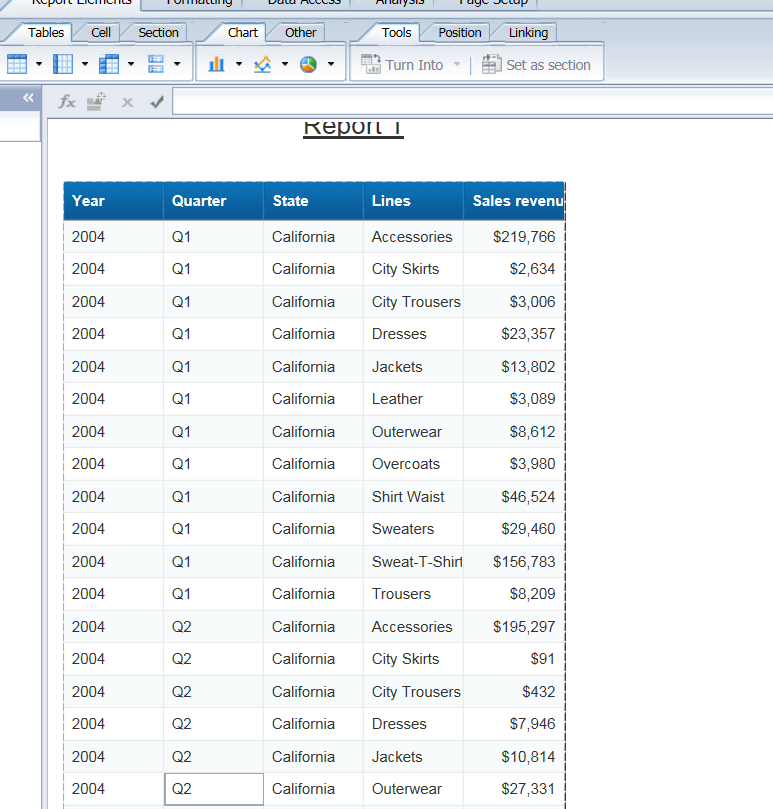 Report Elements Formatting Data Access Analysis Page Setup
Tables Cell Section Chart Other Tools Position Linking
Turn Into Set as section
fx
Report 1
Year Quarter State Lines Sales revenu
2004 Q1 California Accessories $219,766
2004 Q1 California City Skirts $2,634
2004 Q1 California City Trousers $3,006
2004 Q1 California Dresses $23,357
2004 Q1 California Jackets $13,802
2004 Q1 California Leather $3,089
2004 Q1 California Outerwear $8,612
2004 Q1 California Overcoats $3,980
2004 Q1 California Shirt Waist $46,524
2004 Q1 California Sweaters $29,460
2004 Q1 California Sweat-T-Shirt $156,783
2004 Q1 California Trousers $8,209
2004 Q2 California Accessories $195,297
2004 Q2 California City Skirts $91
2004 Q2 California City Trousers $432
2004 Q2 California Dresses $7,946
2004 Q2 California Jackets $10,814
2004 Q2 California Outerwear $27,331